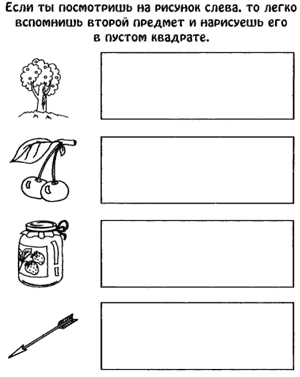 Если ты посмотришь на рисунок слева, то легко
вспомнишь второй предмет и нарисуешь его
в пустом квадрате.